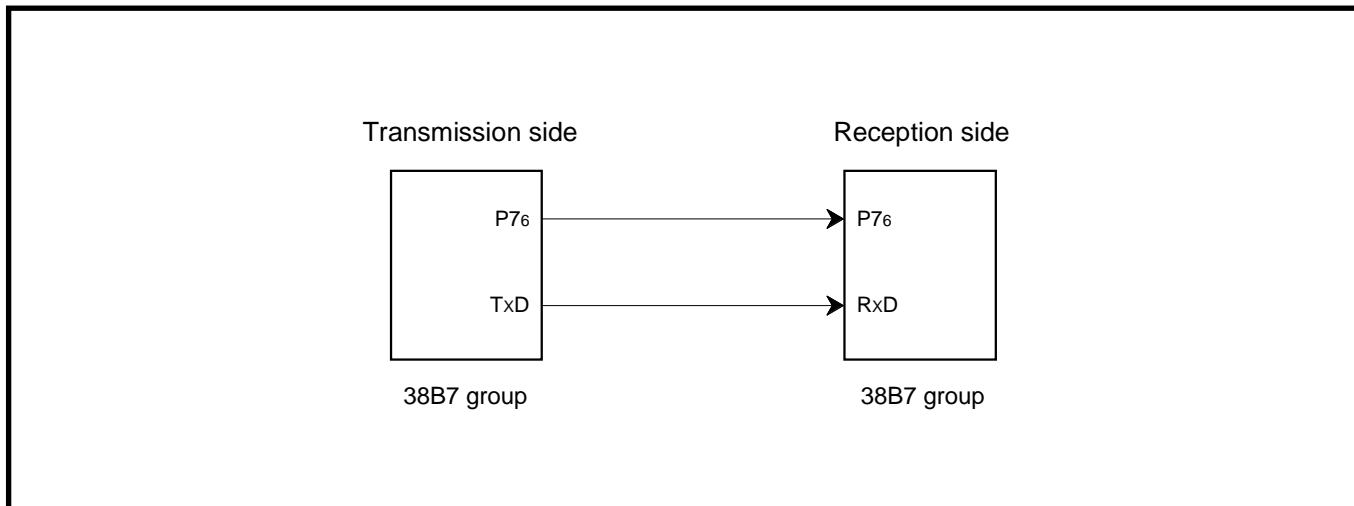 Transmission side
Reception side
P76
P76
TxD
RxD
38B7 group
38B7 group